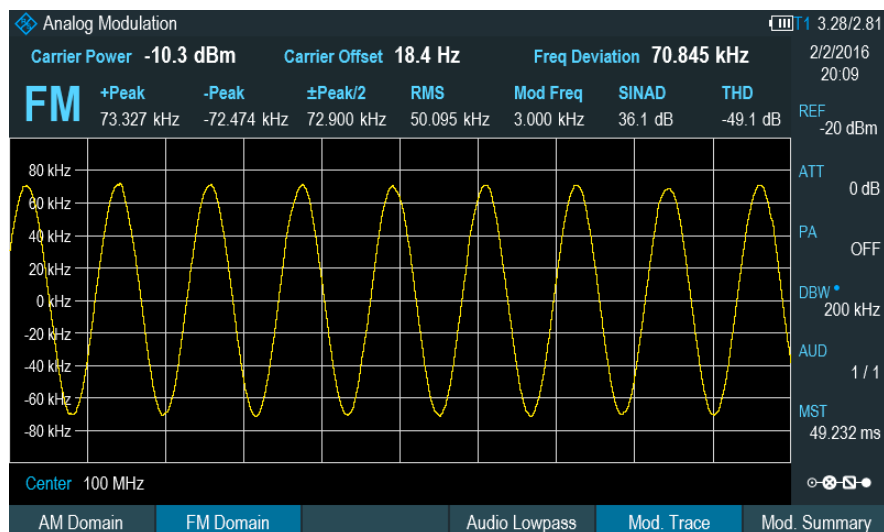 Analog Modulation T1 3.28/2.81
Carrier Power -10.3 dBm Carrier Offset 18.4 Hz Freq Deviation 70.845 kHz
2/2/2016
20:09
FM
+Peak -Peak ±Peak/2 RMS Mod Freq SINAD THD
73.327 kHz -72.474 kHz 72.900 kHz 50.095 kHz 3.000 kHz 36.1 dB -49.1 dB
REF
-20 dBm
ATT
0 dB
PA
OFF
DBW
200 kHz
AUD
1 / 1
MST
49.232 ms
80 kHz
60 kHz
40 kHz
20 kHz
0 kHz
-20 kHz
-40 kHz
-60 kHz
-80 kHz
Center 100 MHz
AM Domain FM Domain Audio Lowpass Mod. Trace Mod. Summary